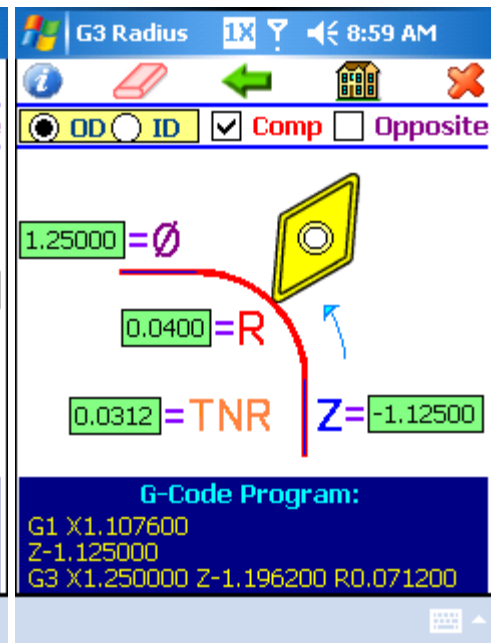 G3 Radius 1X 8:59 AM
OD ID Comp Opposite
1.25000 = Ø
0.0400 = R
0.0312 = TNR Z= -1.12500
G-Code Program:
G1 X1.107600
Z-1.125000
G3 X1.250000 Z-1.196200 R0.071200